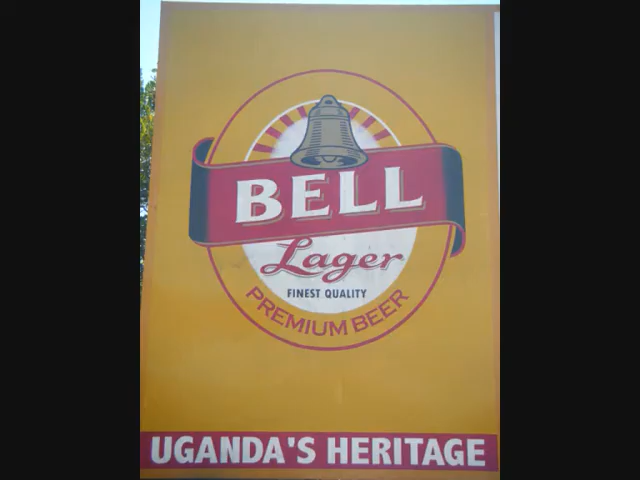 BELL
Lager
FINEST QUALITY
PREMIUM BEER
UGANDA'S HERITAGE